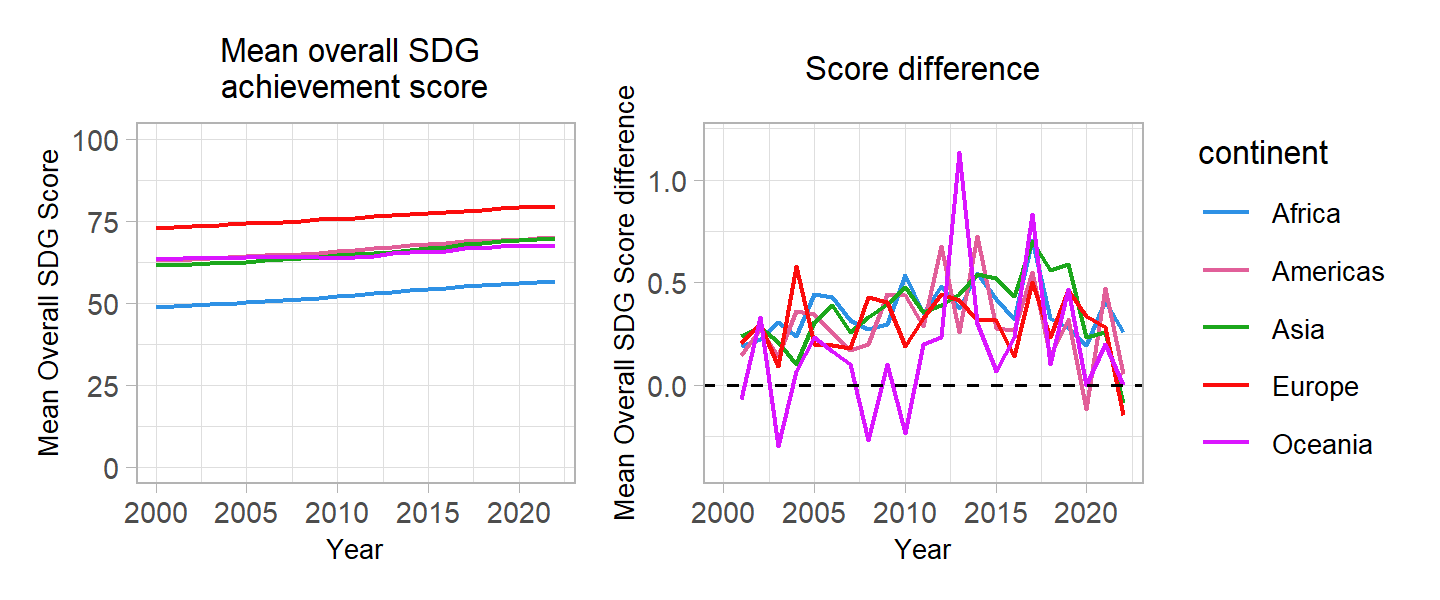 Mean overall SDG
achievement score
Mean Overall SDG Score
100
75
50
25
0
2000 2005 2010 2015 2020
Year
Score difference
Mean Overall SDG Score difference
1.0
0.5
0.0
2000 2005 2010 2015 2020
Year
continent
Africa
Americas
Asia
Europe
Oceania